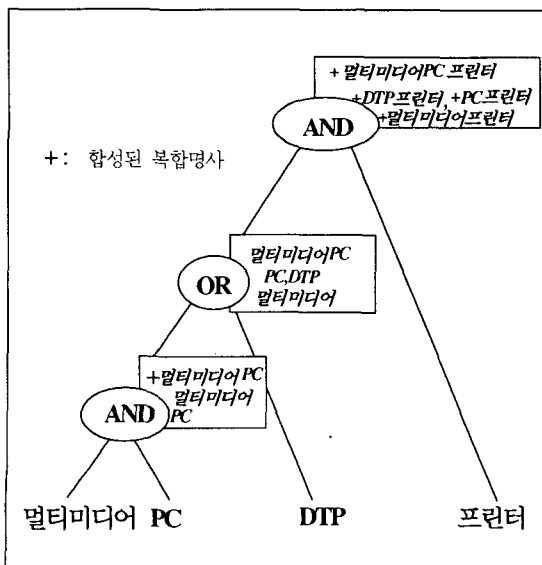 + 멀티미디어PC 프린터
+DTP프린터, +PC프린터
+멀티미디어프린터
AND
+: 합성된 복합명사
멀티미디어PC
PC,DTP
멀티미디어
OR
+멀티미디어PC
멀티미디어
PC
AND
멀티미디어 PC DTP 프린터